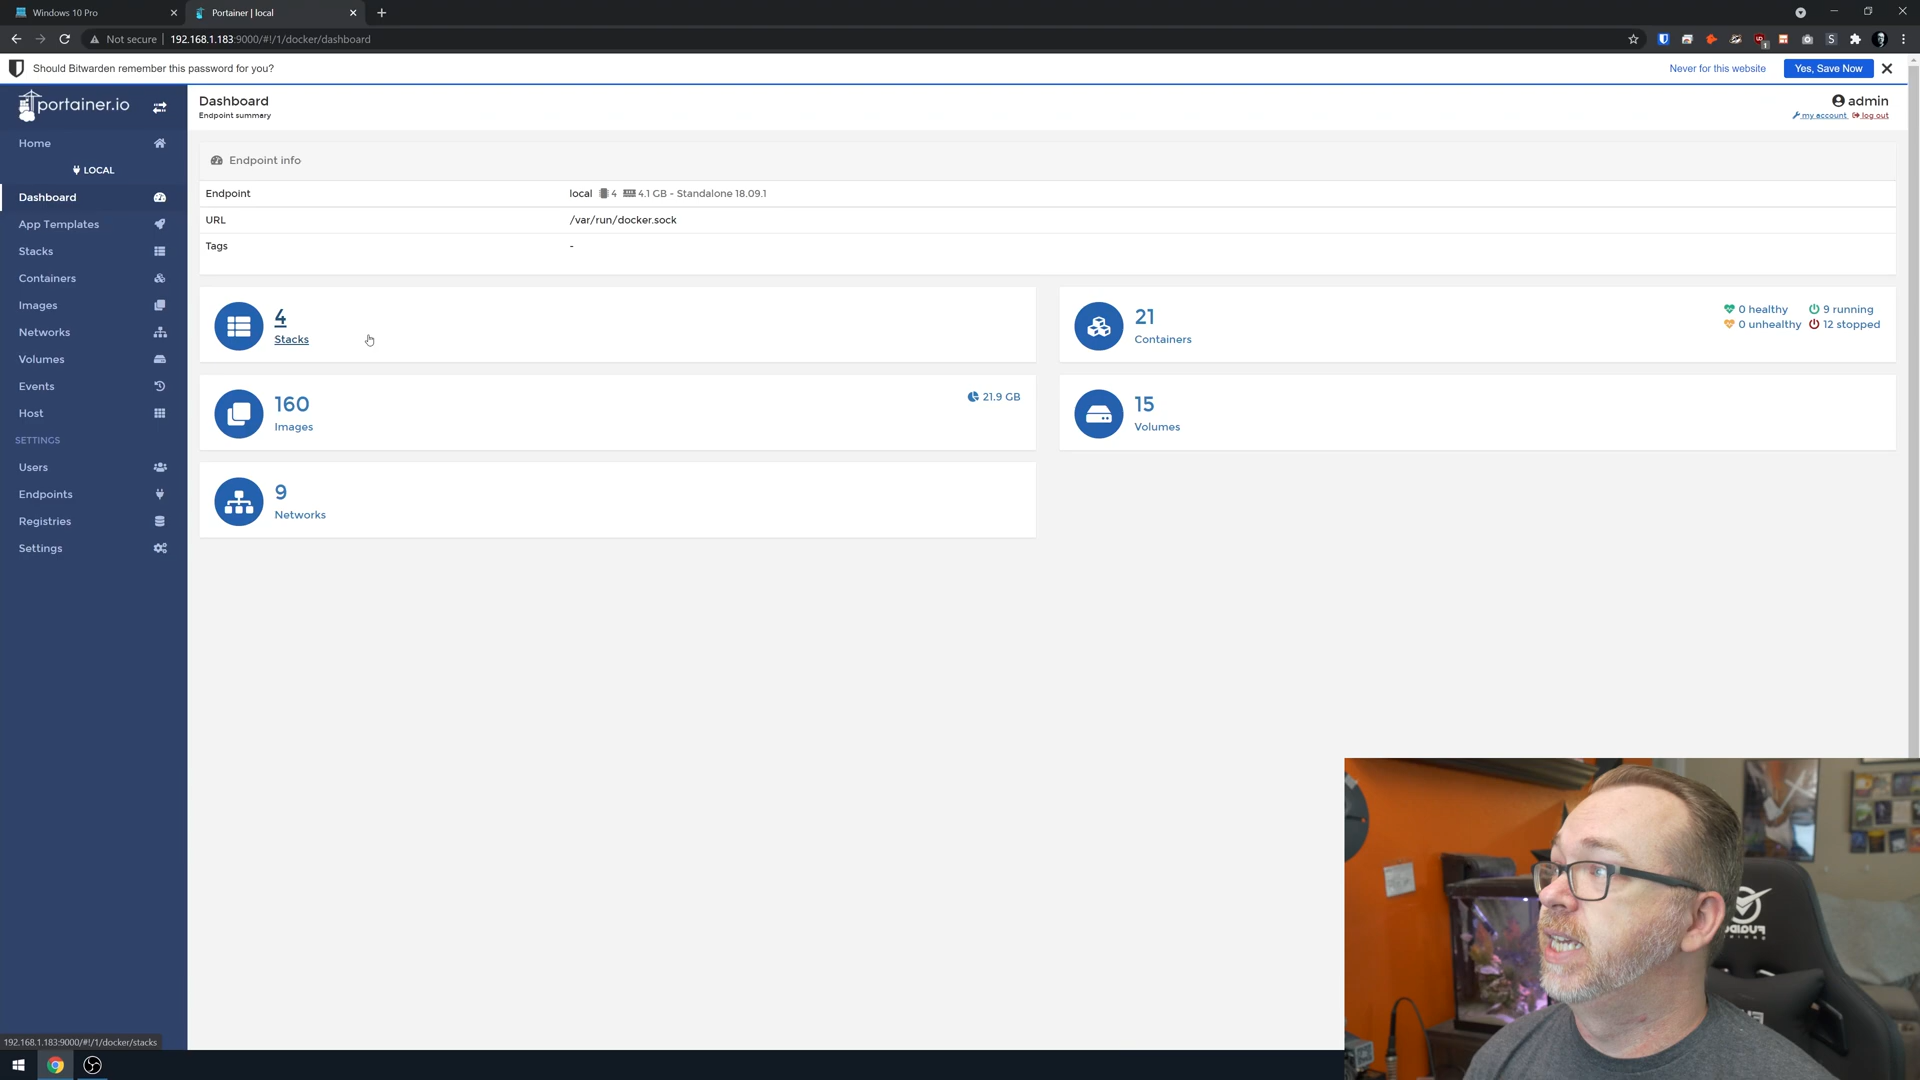 Windows 10 Pro
Portainer | local
Not secure
192.168.1.183:9000/#!/1/docker/dashboard
Should Bitwarden remember this password for you?
Never for this website
Yes, Save Now
portainer.io
Home
LOCAL
Dashboard
App Templates
Stacks
Containers
Images
Networks
Volumes
Events
Host
SETTINGS
Users
Endpoints
Registries
Settings
Dashboard
Endpoint summary
admin
my account
log out
Endpoint info
Endpoint
local 4 4.1 GB - Standalone 18.09.1
URL
/var/run/docker.sock
Tags
-
4
Stacks
21
Containers
0 healthy
9 running
0 unhealthy
12 stopped
160
Images
21.9 GB
15
Volumes
9
Networks
192.168.1.183:9000/#!/1/docker/stacks